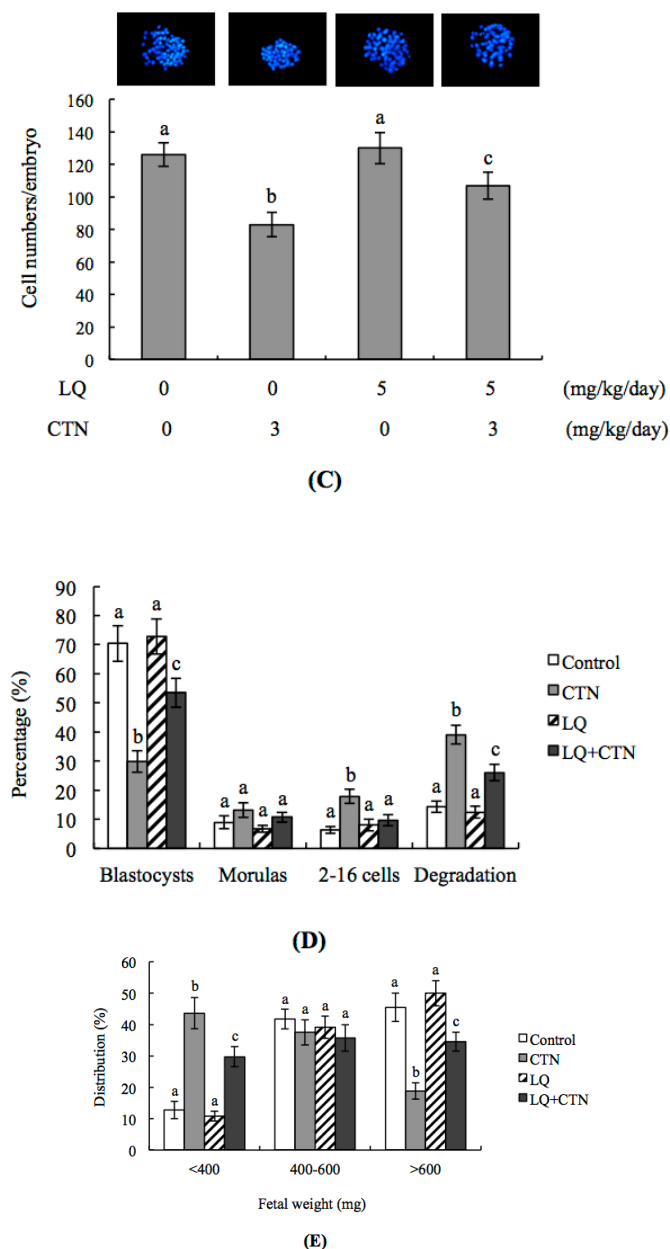 160
140
120
100
80
60
40
20
0
Cell numbers/embryo
a
b
a
c
LQ 0 0 5 5 (mg/kg/day)
CTN 0 3 0 3 (mg/kg/day)
(C)
90
80
70
60
50
40
30
20
10
0
Percentage (%)
a b a c
a a a a
a b a a
a b a c
Control
CTN
LQ
LQ+CTN
Blastocysts Morulas 2-16 cells Degradation
(D)
60
50
40
30
20
10
0
Distribution (%)
a b a c
a a a a
a b a c
Control
CTN
LQ
LQ+CTN
<400 400-600 >600
Fetal weight (mg)
(E)